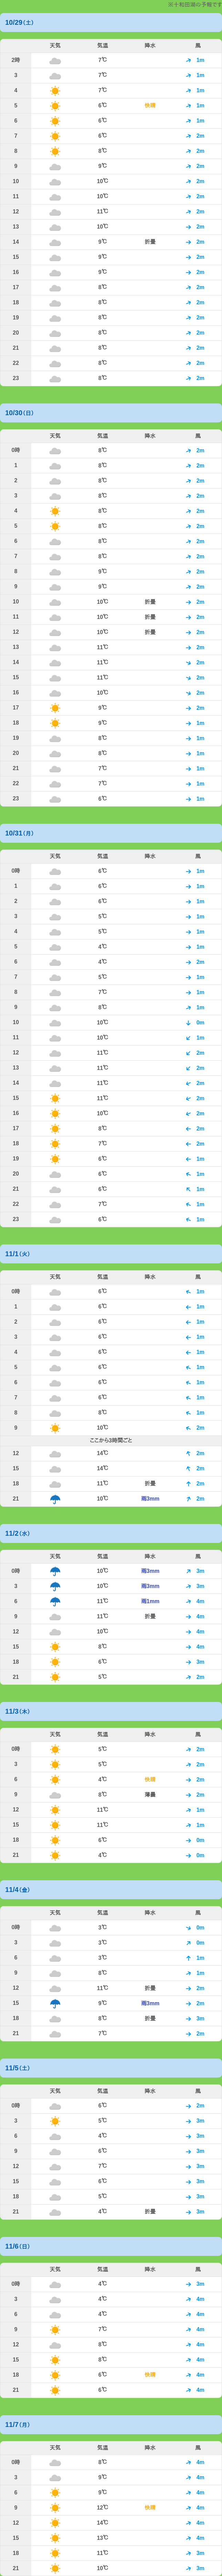 ※十和田湖の予報です
10/29(土)
天気 気温 降水 風
2時 7℃ 1m
3 7℃ 1m
4 7℃ 1m
5 6℃ 快晴 1m
6 6℃ 1m
7 6℃ 2m
8 8℃ 2m
9 9℃ 2m
10 10℃ 2m
11 10℃ 2m
12 11℃ 2m
13 10℃ 2m
14 9℃ 折曇 2m
15 9℃ 2m
16 9℃ 2m
17 8℃ 2m
18 8℃ 2m
19 8℃ 2m
20 8℃ 2m
21 8℃ 2m
22 8℃ 2m
23 8℃ 2m
10/30(日)
天気 気温 降水 風
0時 8℃ 2m
1 8℃ 2m
2 8℃ 2m
3 8℃ 2m
4 8℃ 2m
5 8℃ 2m
6 8℃ 2m
7 8℃ 2m
8 9℃ 2m
9 9℃ 2m
10 10℃ 折曇 2m
11 10℃ 折曇 2m
12 10℃ 折曇 2m
13 11℃ 2m
14 11℃ 2m
15 11℃ 2m
16 10℃ 2m
17 9℃ 2m
18 9℃ 1m
19 8℃ 1m
20 8℃ 1m
21 7℃ 1m
22 7℃ 1m
23 6℃ 1m
10/31(月)
天気 気温 降水 風
0時 6℃ 1m
1 6℃ 1m
2 6℃ 1m
3 5℃ 1m
4 5℃ 1m
5 4℃ 1m
6 4℃ 2m
7 5℃ 1m
8 7℃ 1m
9 8℃ 1m
10 10℃ 0m
11 10℃ 1m
12 11℃ 2m
13 11℃ 2m
14 11℃ 2m
15 11℃ 2m
16 10℃ 2m
17 8℃ 2m
18 7℃ 2m
19 6℃ 1m
20 6℃ 1m
21 6℃ 1m
22 7℃ 1m
23 6℃ 1m
11/1(火)
天気 気温 降水 風
0時 6℃ 1m
1 6℃ 1m
2 6℃ 1m
3 6℃ 1m
4 6℃ 1m
5 6℃ 1m
6 6℃ 1m
7 6℃ 1m
8 8℃ 1m
9 10℃ 2m
ここから3時間ごと
12 14℃ 2m
15 14℃ 2m
18 11℃ 折曇 2m
21 10℃ 雨3mm 2m
11/2(水)
天気 気温 降水 風
0時 10℃ 雨3mm 3m
3 10℃ 雨3mm 3m
6 11℃ 雨1mm 4m
9 11℃ 折曇 4m
12 10℃ 4m
15 8℃ 4m
18 6℃ 3m
21 5℃ 2m
11/3(木)
天気 気温 降水 風
0時 5℃ 2m
3 5℃ 2m
6 4℃ 快晴 2m
9 8℃ 薄曇 2m
12 11℃ 1m
15 11℃ 1m
18 6℃ 0m
21 4℃ 0m
11/4(金)
天気 気温 降水 風
0時 3℃ 0m
3 3℃ 0m
6 3℃ 1m
9 8℃ 1m
12 11℃ 折曇 2m
15 9℃ 雨3mm 2m
18 8℃ 折曇 3m
21 7℃ 2m
11/5(土)
天気 気温 降水 風
0時 6℃ 2m
3 5℃ 3m
6 4℃ 3m
9 6℃ 3m
12 7℃ 3m
15 6℃ 3m
18 5℃ 3m
21 4℃ 折曇 3m
11/6(日)
天気 気温 降水 風
0時 4℃ 3m
3 4℃ 4m
6 4℃ 4m
9 7℃ 4m
12 8℃ 4m
15 8℃ 4m
18 6℃ 快晴 4m
21 6℃ 4m
11/7(月)
天気 気温 降水 風
0時 8℃ 4m
3 9℃ 4m
6 9℃ 4m
9 12℃ 快晴 4m
12 14℃ 4m
15 13℃ 4m
18 11℃ 3m
21 10℃ 3m